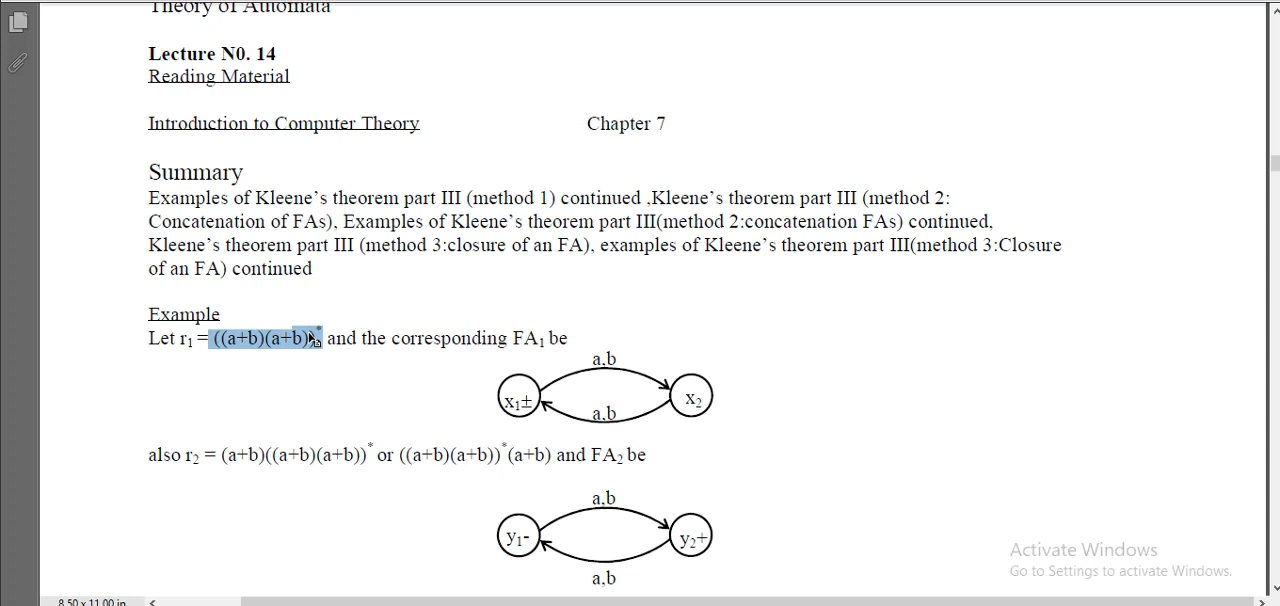 Theory of Automata
Lecture N0. 14
Reading Material
Introduction to Computer Theory Chapter 7
Summary
Examples of Kleene's theorem part III (method 1) continued ,Kleene's theorem part III (method 2:
Concatenation of FAs), Examples of Kleene's theorem part III(method 2:concatenation FAs) continued,
Kleene's theorem part III (method 3:closure of an FA), examples of Kleene's theorem part III(method 3:Closure
of an FA) continued
Example
Let r₁ = ((a+b)(a+b))* and the corresponding FA₁ be
a,b
x₁± x₂
a,b
also r₂ = (a+b)((a+b)(a+b))* or ((a+b)(a+b))*(a+b) and FA₂ be
a,b
y₁- y₂+
a,b
Activate Windows
Go to Settings to activate Windows.
8.50 x 11.00 in